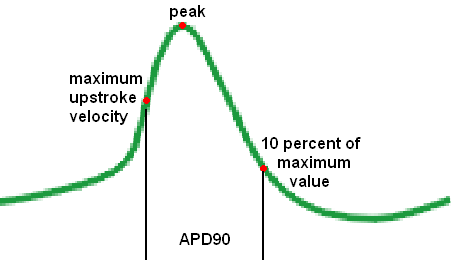 peak
maximum
upstroke
velocity
10 percent of
maximum
value
APD90